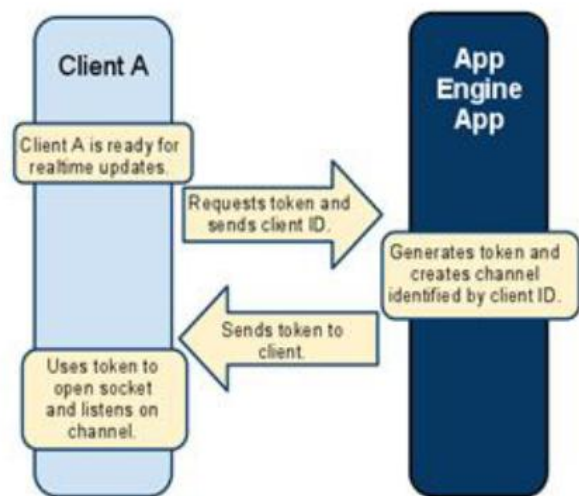 Client A
App
Engine
App
Client A is ready for
realtime updates.
Requests token and
sends client ID.
Generates token and
creates channel
identified by client ID.
Sends token to
client.
Uses token to
open socket
and listens on
channel.